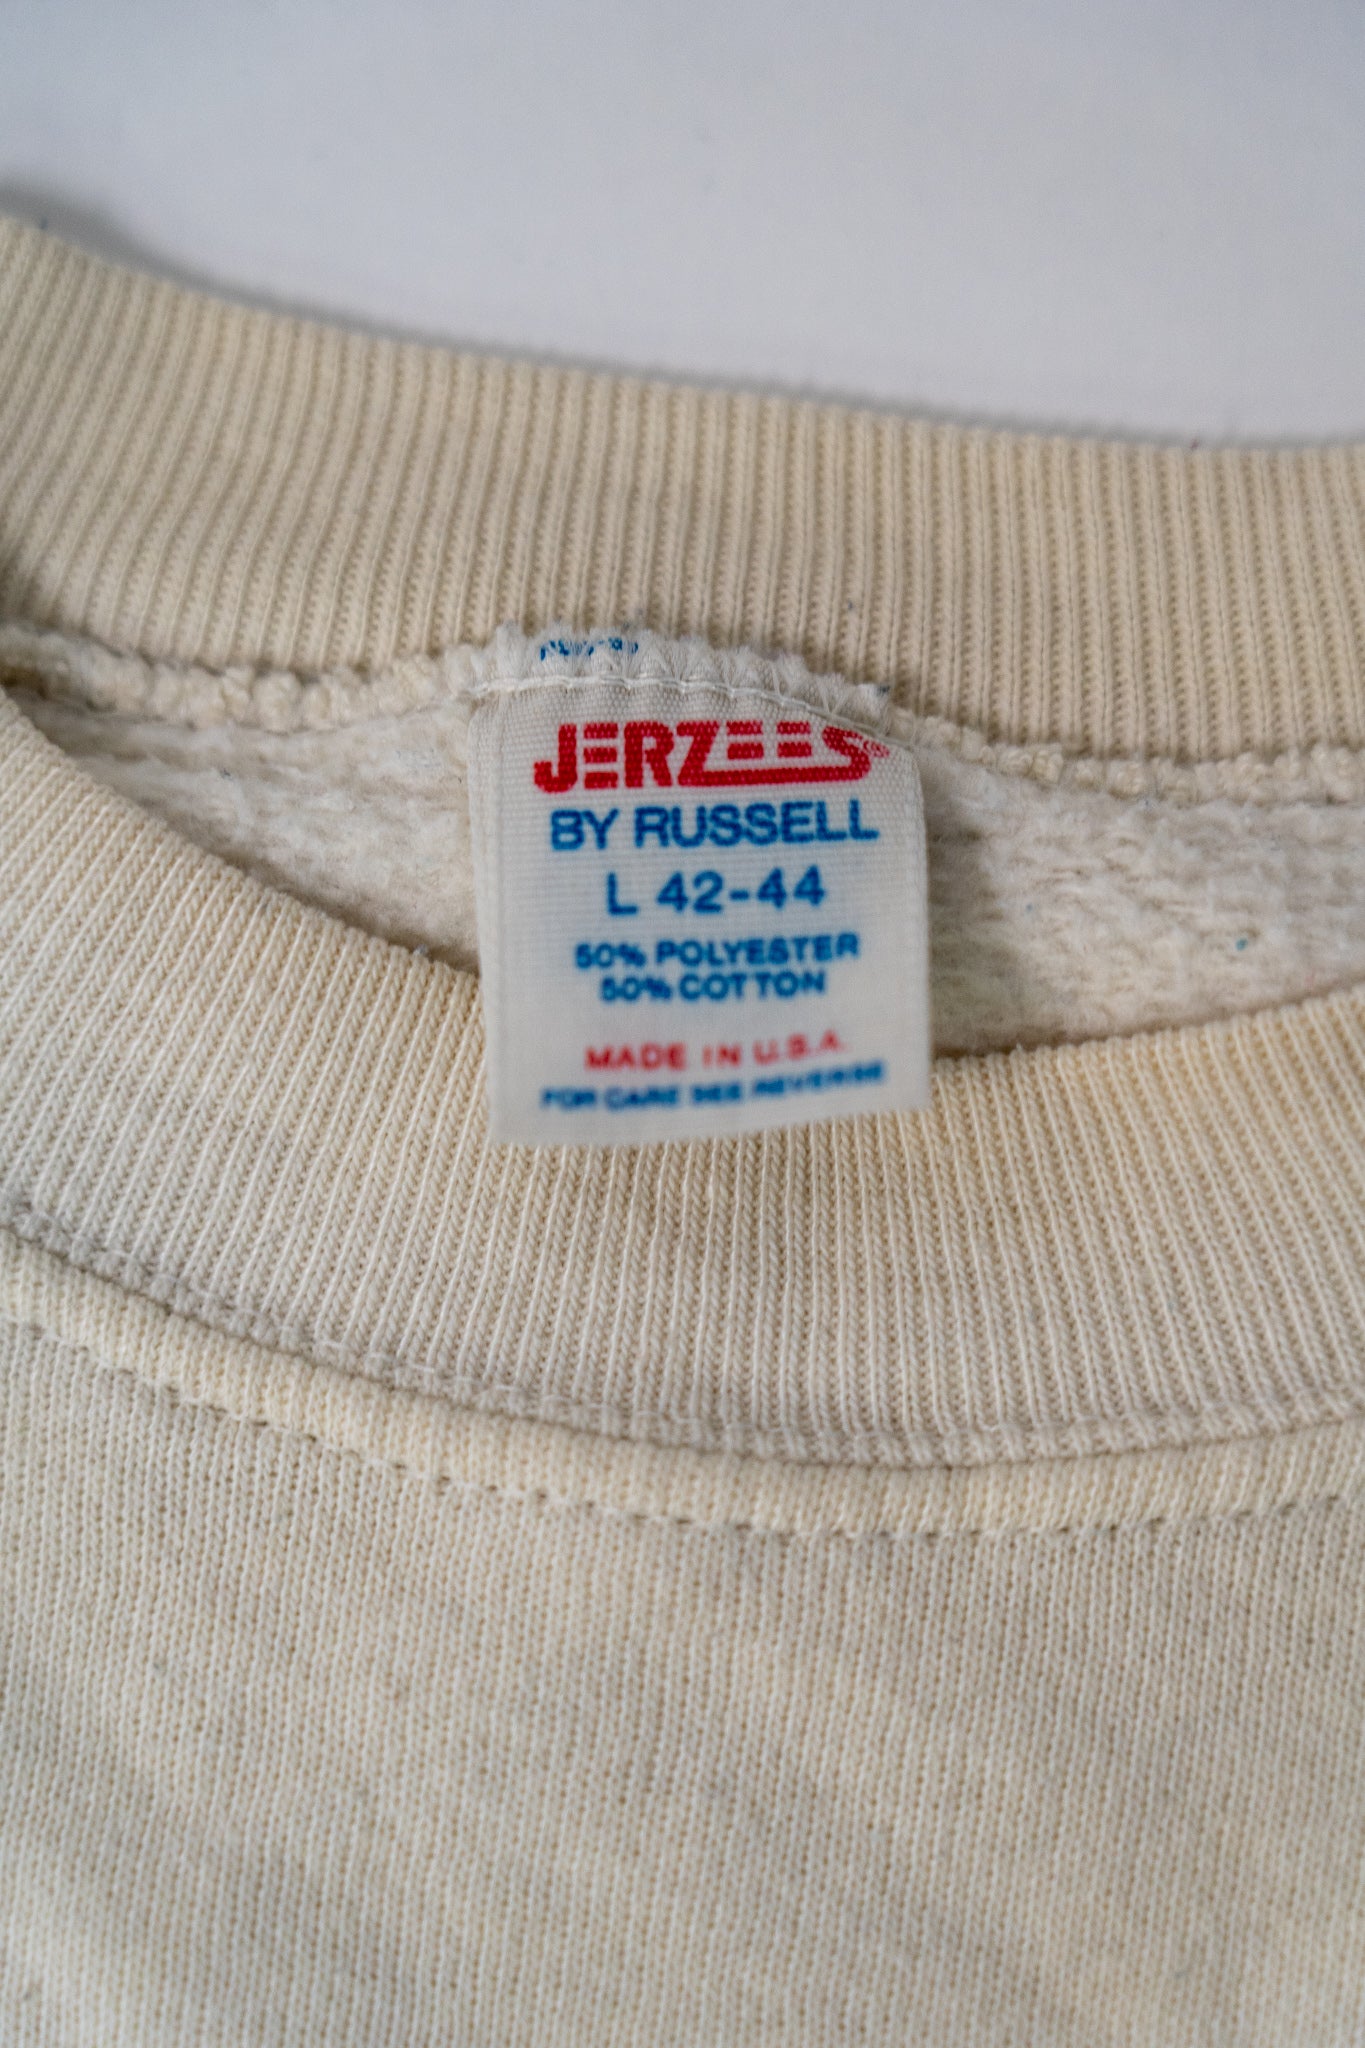 JERZEES®
BY RUSSELL
L 42-44
50% POLYESTER
50% COTTON
MADE IN U.S.A.
FOR CARE SEE REVERSE